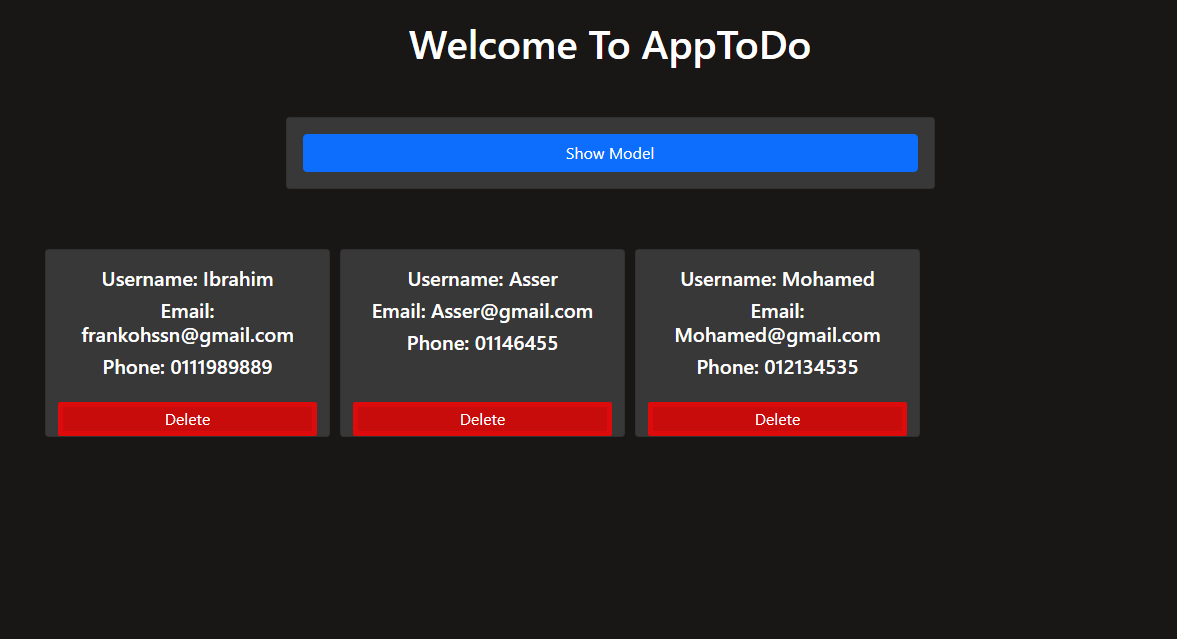 Welcome To AppToDo
Show Model
Username: Ibrahim
Email:
frankohssn@gmail.com
Phone: 0111989889
Delete
Username: Asser
Email: Asser@gmail.com
Phone: 01146455
Delete
Username: Mohamed
Email:
Mohamed@gmail.com
Phone: 012134535
Delete